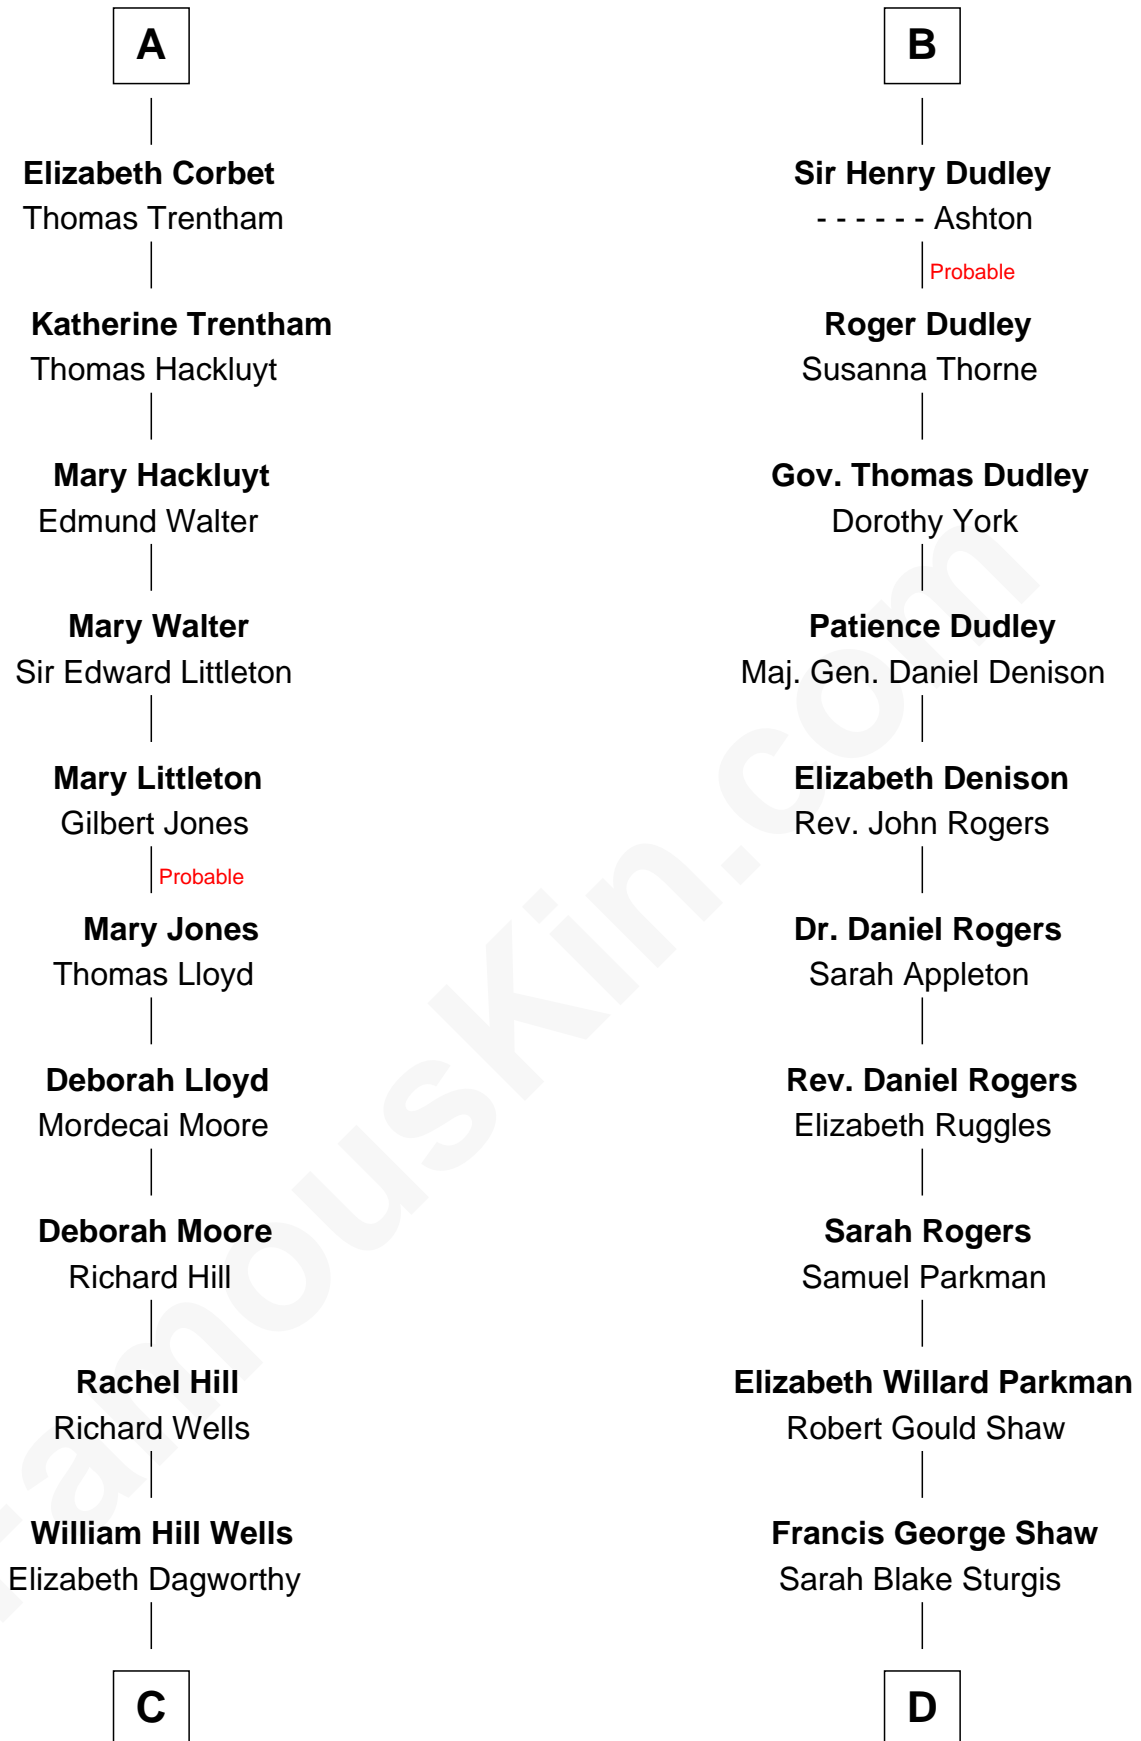 A
Elizabeth Corbet
Thomas Trentham
Katherine Trentham
Thomas Hackluyt
Mary Hackluyt
Edmund Walter
Mary Walter
Sir Edward Littleton
Mary Littleton
Gilbert Jones
Probable
Mary Jones
Thomas Lloyd
Deborah Lloyd
Mordecai Moore
Deborah Moore
Richard Hill
Rachel Hill
Richard Wells
William Hill Wells
Elizabeth Dagworthy
C
B
Sir Henry Dudley
- - - - - - Ashton
Probable
Roger Dudley
Susanna Thorne
Gov. Thomas Dudley
Dorothy York
Patience Dudley
Maj. Gen. Daniel Denison
Elizabeth Denison
Rev. John Rogers
Dr. Daniel Rogers
Sarah Appleton
Rev. Daniel Rogers
Elizabeth Ruggles
Sarah Rogers
Samuel Parkman
Elizabeth Willard Parkman
Robert Gould Shaw
Francis George Shaw
Sarah Blake Sturgis
D
FamousKin.com